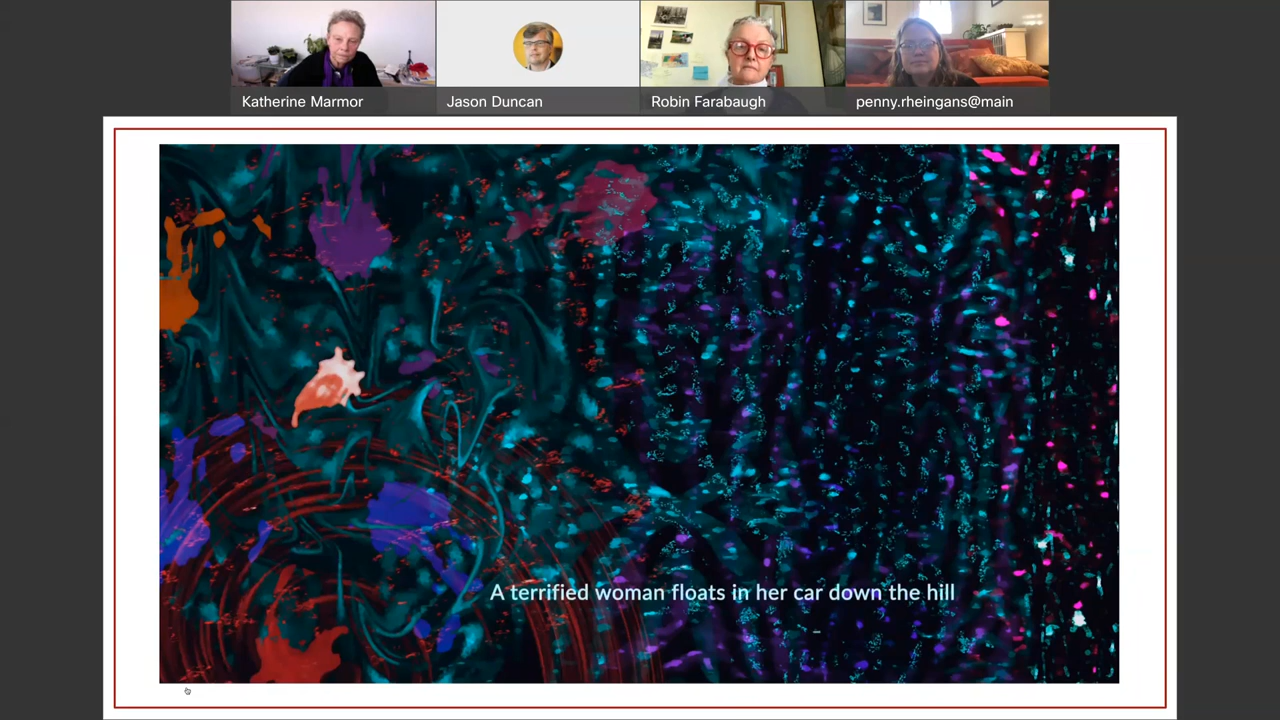 Katherine Marmor
Jason Duncan
Robin Farabaugh
penny.rheingans@main
A terrified woman floats in her car down the hill